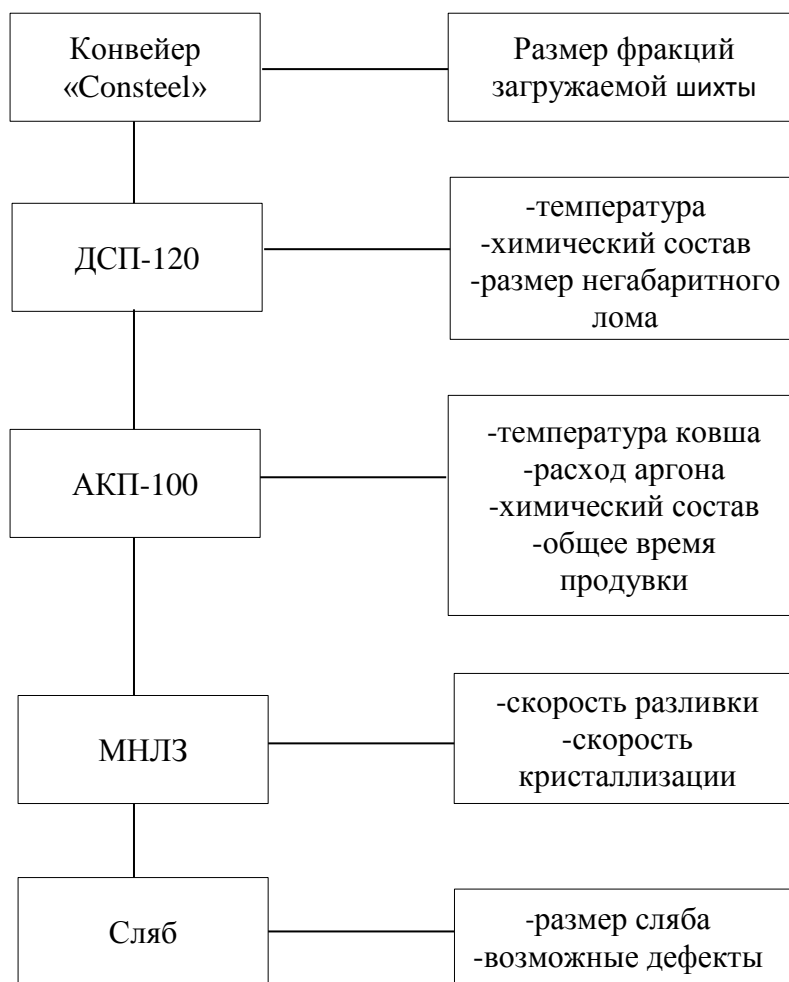 Конвейер
«Consteel»
Размер фракций
загружаемой шихты
ДСП-120
-температура
-химический состав
-размер негабаритного
лома
АКП-100
-температура ковша
-расход аргона
-химический состав
-общее время
продувки
МНЛЗ
-скорость разливки
-скорость
кристаллизации
Сляб
-размер сляба
-возможные дефекты